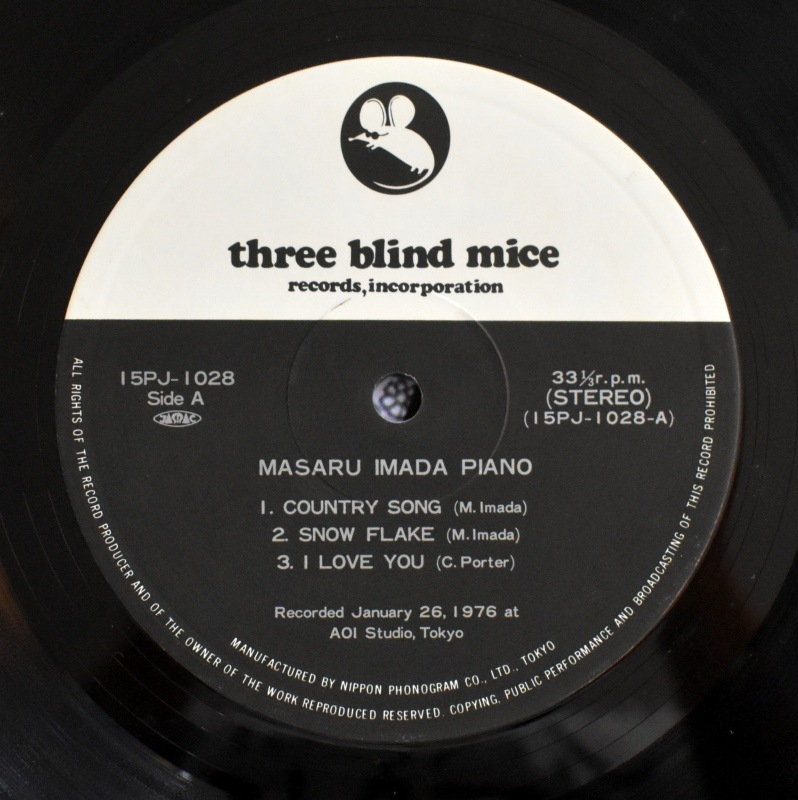 three blind mice
records, incorporation
15PJ-1028
Side A
JASRAC
33⅓r.p.m.
(STEREO)
(15PJ-1028-A)
MASARU IMADA PIANO
1. COUNTRY SONG (M. Imada)
2. SNOW FLAKE (M. Imada)
3. I LOVE YOU (C. Porter)
Recorded January 26, 1976 at
AOI Studio, Tokyo
MANUFACTURED BY NIPPON PHONOGRAM CO., LTD., TOKYO
ALL RIGHTS OF THE RECORD PRODUCER AND OF THE OWNER OF THE WORK REPRODUCED RESERVED. COPYING, PUBLIC PERFORMANCE AND BROADCASTING OF THIS RECORD PROHIBITED